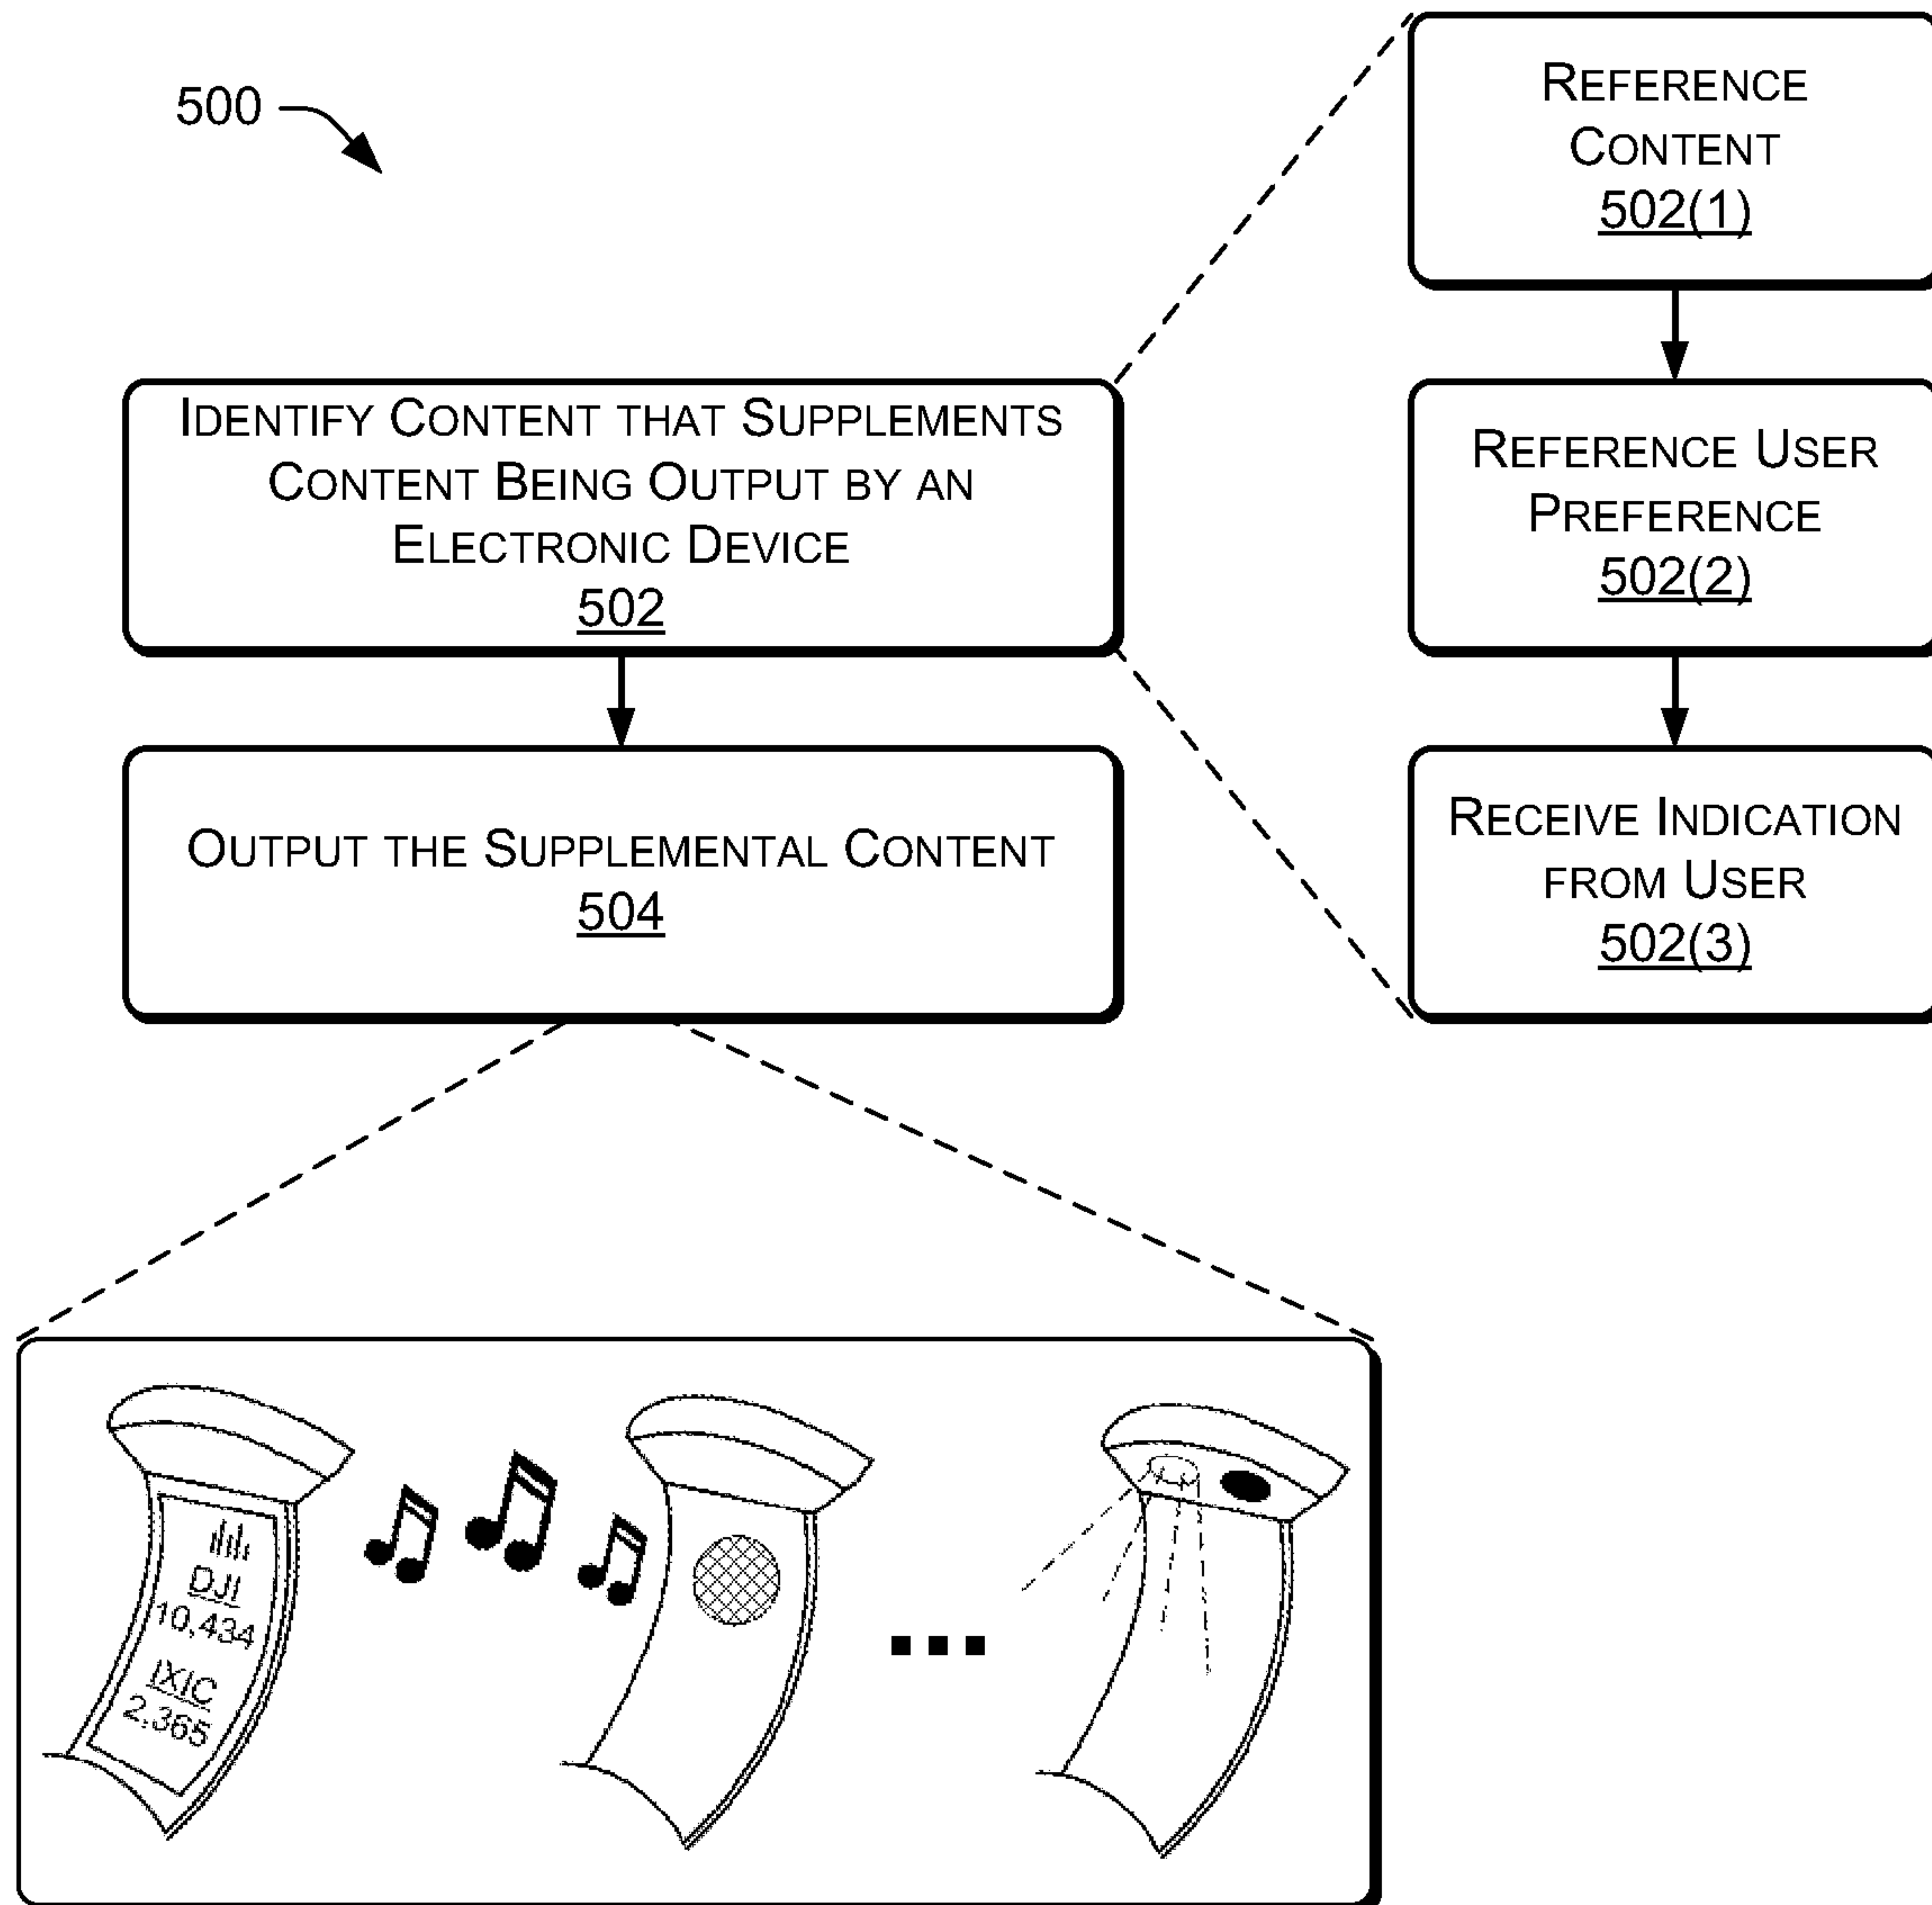 500
IDENTIFY CONTENT THAT SUPPLEMENTS
CONTENT BEING OUTPUT BY AN
ELECTRONIC DEVICE
502
OUTPUT THE SUPPLEMENTAL CONTENT
504
REFERENCE
CONTENT
502(1)
REFERENCE USER
PREFERENCE
502(2)
RECEIVE INDICATION
FROM USER
502(3)
DJI
10,434
IXIC
2,365